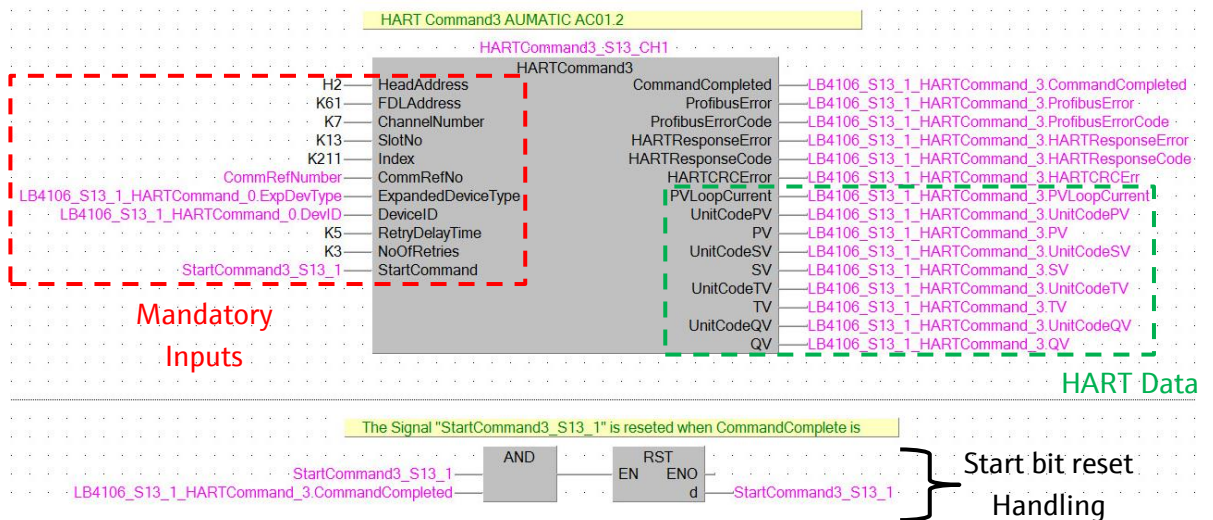 HART Command3 AUMATIC AC01.2
HARTCommand3_S13_CH1
HARTCommand3
H2 HeadAddress CommandCompleted LB4106_S13_1_HARTCommand_3.CommandCompleted
K61 FDLAddress ProfibusError LB4106_S13_1_HARTCommand_3.ProfibusError
K7 ChannelNumber ProfibusErrorCode LB4106_S13_1_HARTCommand_3.ProfibusErrorCode
K13 SlotNo HARTResponseError LB4106_S13_1_HARTCommand_3.HARTResponseError
K211 Index HARTResponseCode LB4106_S13_1_HARTCommand_3.HARTResponseCode
CommRefNumber CommRefNo HARTCRCError LB4106_S13_1_HARTCommand_3.HARTCRCErr
LB4106_S13_1_HARTCommand_0.ExpDevType ExpandedDeviceType PVLoopCurrent LB4106_S13_1_HARTCommand_3.PVLoopCurrent
LB4106_S13_1_HARTCommand_0.DevID DeviceID UnitCodePV LB4106_S13_1_HARTCommand_3.UnitCodePV
K5 RetryDelayTime PV LB4106_S13_1_HARTCommand_3.PV
K3 NoOfRetries UnitCodeSV LB4106_S13_1_HARTCommand_3.UnitCodeSV
StartCommand3_S13_1 StartCommand SV LB4106_S13_1_HARTCommand_3.SV
UnitCodeTV LB4106_S13_1_HARTCommand_3.UnitCodeTV
TV LB4106_S13_1_HARTCommand_3.TV
UnitCodeQV LB4106_S13_1_HARTCommand_3.UnitCodeQV
QV LB4106_S13_1_HARTCommand_3.QV
Mandatory
Inputs
HART Data
The Signal "StartCommand3_S13_1" is reseted when CommandComplete is
AND RST
StartCommand3_S13_1 EN ENO
LB4106_S13_1_HARTCommand_3.CommandCompleted d StartCommand3_S13_1
Start bit reset
Handling